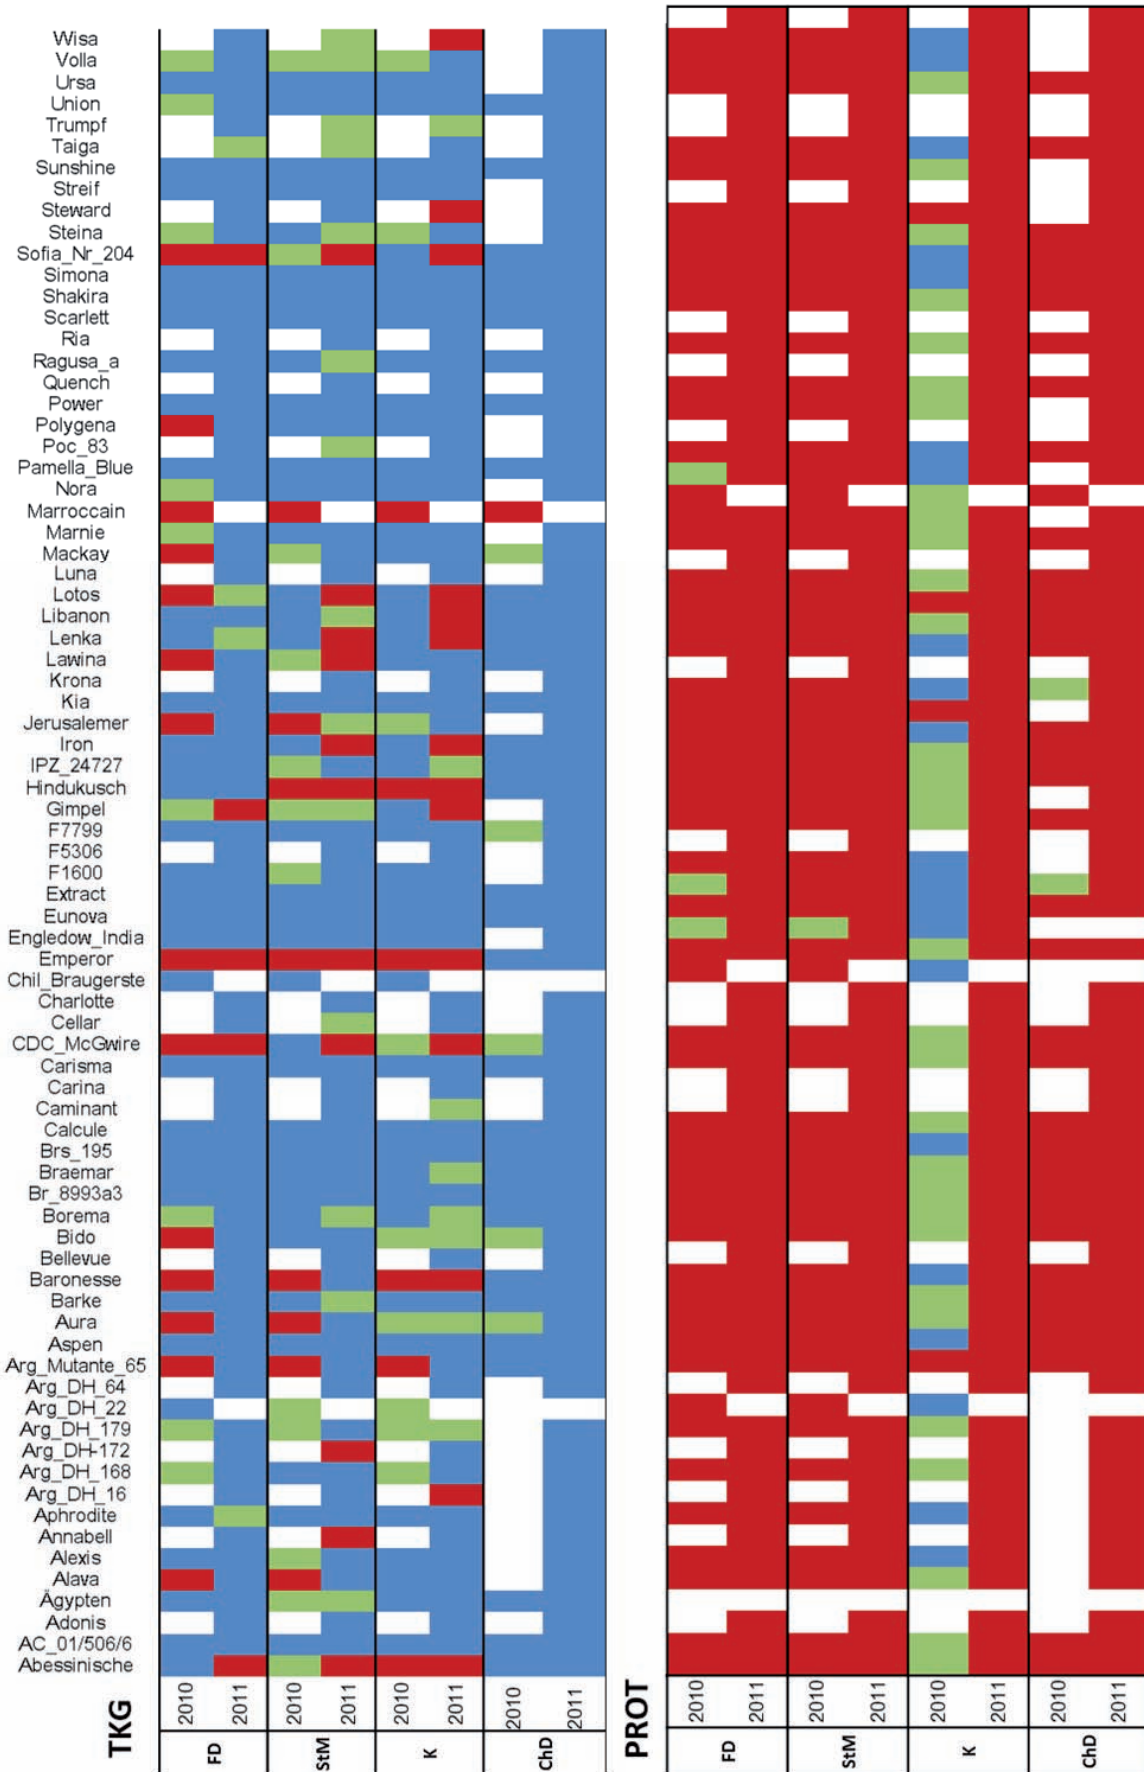 Wisa
Volla
Ursa
Union
Trumpf
Taiga
Sunshine
Streif
Steward
Steina
Sofia_Nr_204
Simona
Shakira
Scarlett
Ria
Ragusa_a
Quench
Power
Polygena
Poc_83
Pamella_Blue
Nora
Marroccain
Marnie
Mackay
Luna
Lotos
Libanon
Lenka
Lawina
Krona
Kia
Jerusalemer
Iron
IPZ_24727
Hindukusch
Gimpel
F7799
F5306
F1600
Extract
Eunova
Engledow_India
Emperor
Chil_Braugerste
Charlotte
Cellar
CDC_McGwire
Carisma
Carina
Caminant
Calcule
Brs_195
Braemar
Br_8993a3
Borema
Bido
Bellevue
Baronesse
Barke
Aura
Aspen
Arg_Mutante_65
Arg_DH_64
Arg_DH_22
Arg_DH_179
Arg_DH-172
Arg_DH_168
Arg_DH_16
Aphrodite
Annabell
Alexis
Alava
Ägypten
Adonis
AC_01/506/6
Abessinische
TKG
2010 2011 2010 2011 2010 2011 2010 2011
FD StM K ChD
PROT
2010 2011 2010 2011 2010 2011 2010 2011
FD StM K ChD